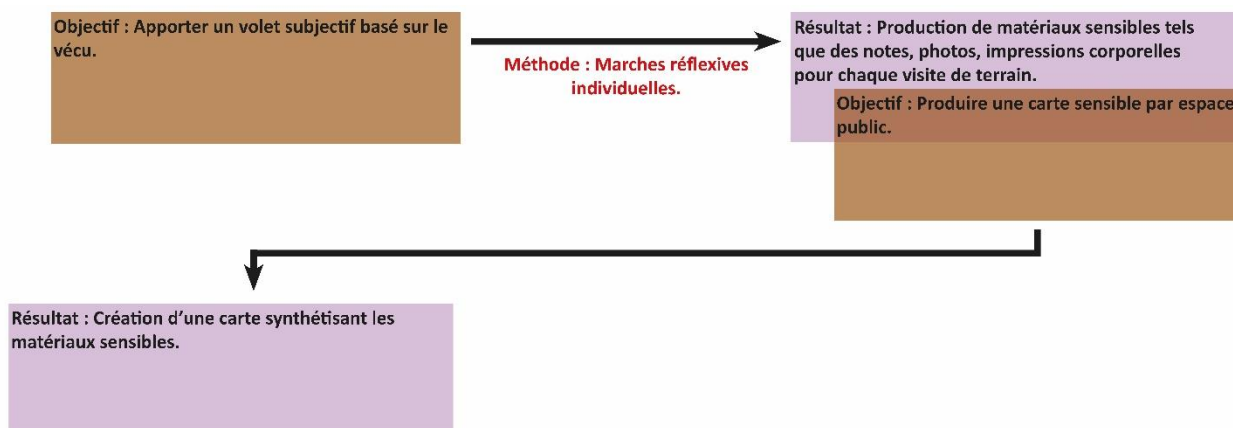 Objectif : Apporter un volet subjectif basé sur le
vécu.
Méthode : Marches réflexives
individuelles.
Résultat : Production de matériaux sensibles tels
que des notes, photos, impressions corporelles
pour chaque visite de terrain.
Objectif : Produire une carte sensible par espace
public.
Résultat : Création d’une carte synthétisant les
matériaux sensibles.